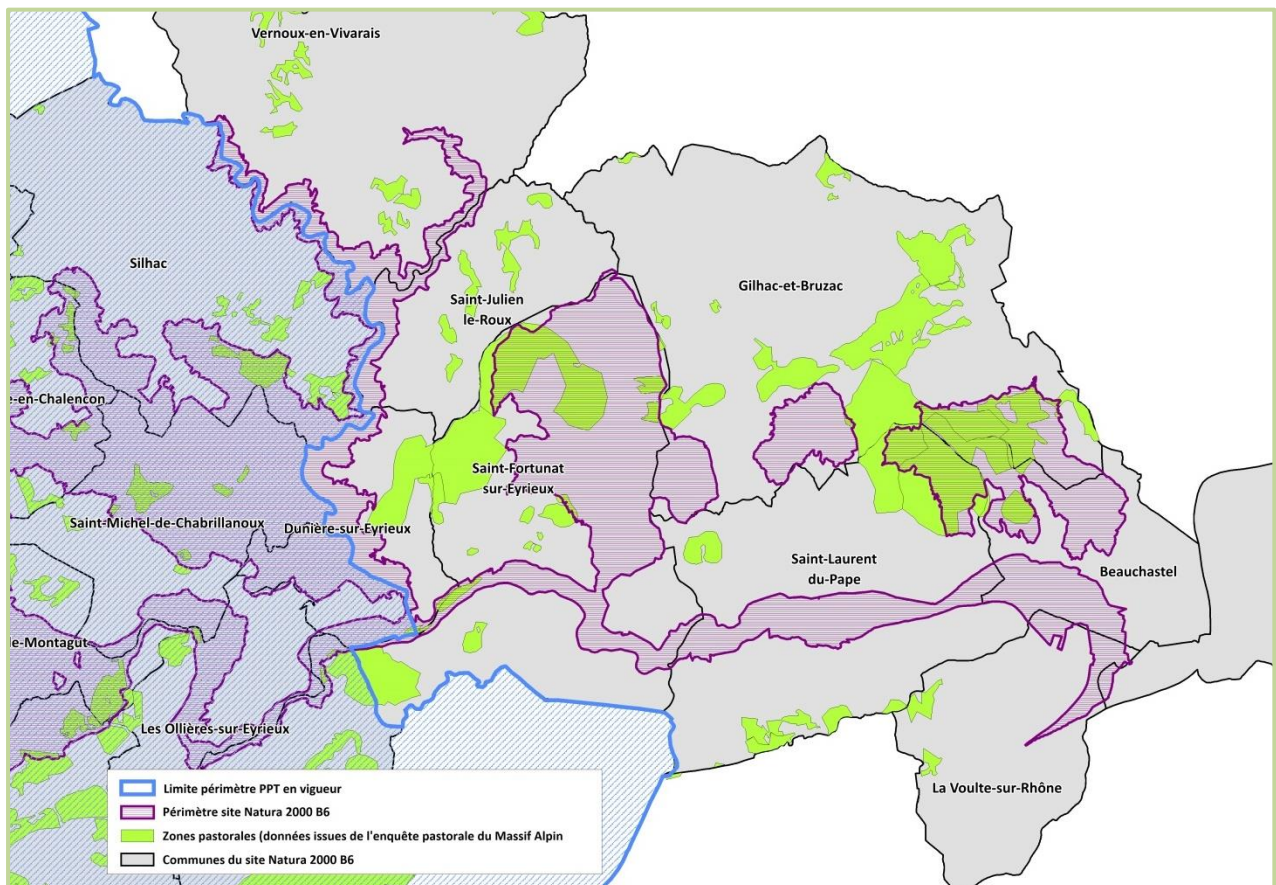 Vernoux-en-Vivarais
Silhac
Saint-Julien
le-Roux
Gilhac-et-Bruzac
e-en-Chalencon
Saint-Fortunat
sur-Eyrieux
Saint-Michel-de-Chabrillanoux
Dunière-sur-Eyrieux
Saint-Laurent
du-Pape
Beauchastel
le-Montagut
Les Ollières-sur-Eyrieux
La Voulte-sur-Rhône
Limite périmètre PPT en vigueur
Périmètre site Natura 2000 B6
Zones pastorales (données issues de l'enquête pastorale du Massif Alpin
Communes du site Natura 2000 B6